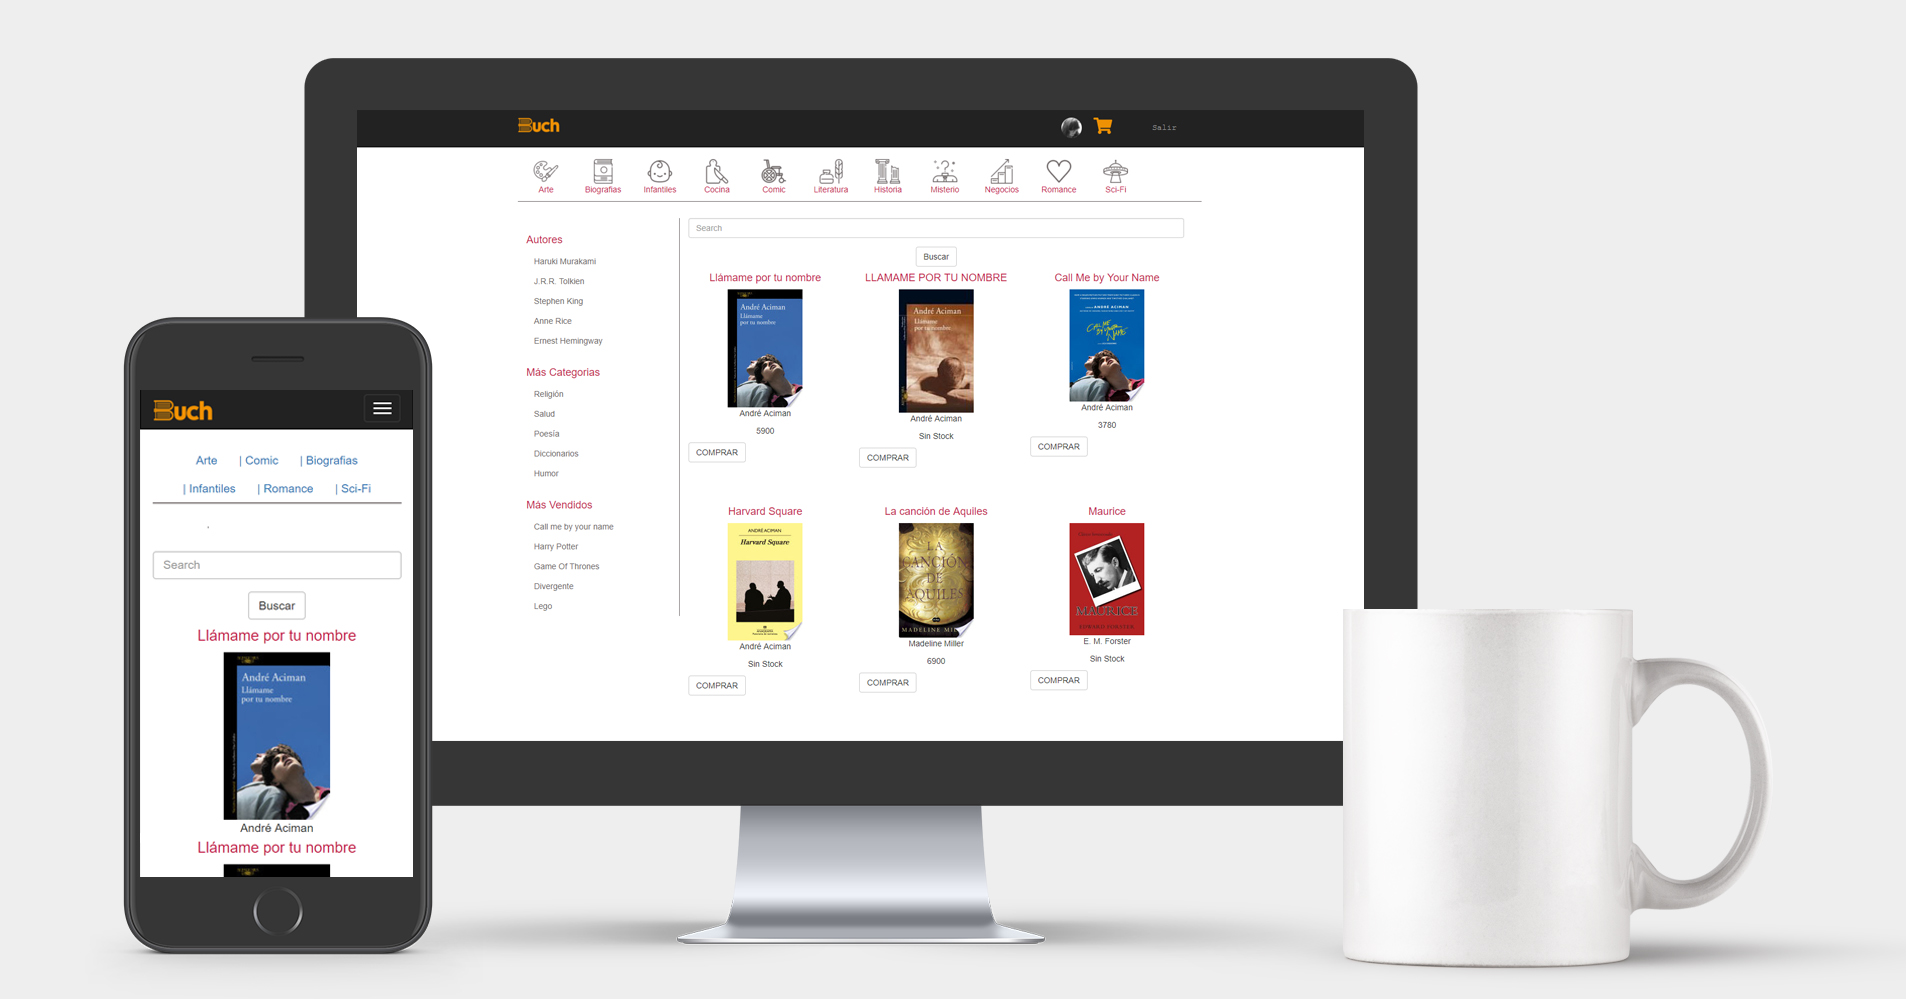 Buch
Salir
Arte
Biografias
Infantiles
Cocina
Comic
Literatura
Historia
Misterio
Negocios
Romance
Sci-Fi
Autores
Haruki Murakami
J.R.R. Tolkien
Stephen King
Anne Rice
Ernest Hemingway
Más Categorias
Religión
Salud
Poesía
Diccionarios
Humor
Más Vendidos
Call me by your name
Harry Potter
Game Of Thrones
Divergente
Lego
Search
Buscar
Llámame por tu nombre
André Aciman
Llámame
por tu nombre
André Aciman
5900
COMPRAR
LLAMAME POR TU NOMBRE
André Aciman
Llámame
por tu nombre
André Aciman
Sin Stock
COMPRAR
Call Me by Your Name
ANDRÉ ACIMAN
CALL ME
BY YOUR
NAME
André Aciman
3780
COMPRAR
Harvard Square
ANDRÉ ACIMAN
Harvard Square
André Aciman
Sin Stock
COMPRAR
La canción de Aquiles
LA
CANCIÓN
DE
AQUILES
MADELINE
Madeline Miller
6900
COMPRAR
Maurice
MAURICE
E. M. Forster
Sin Stock
COMPRAR
Buch
Arte | Comic | Biografias
| Infantiles | Romance | Sci-Fi
Search
Buscar
Llámame por tu nombre
André Aciman
Llámame
por tu nombre
André Aciman
Llámame por tu nombre